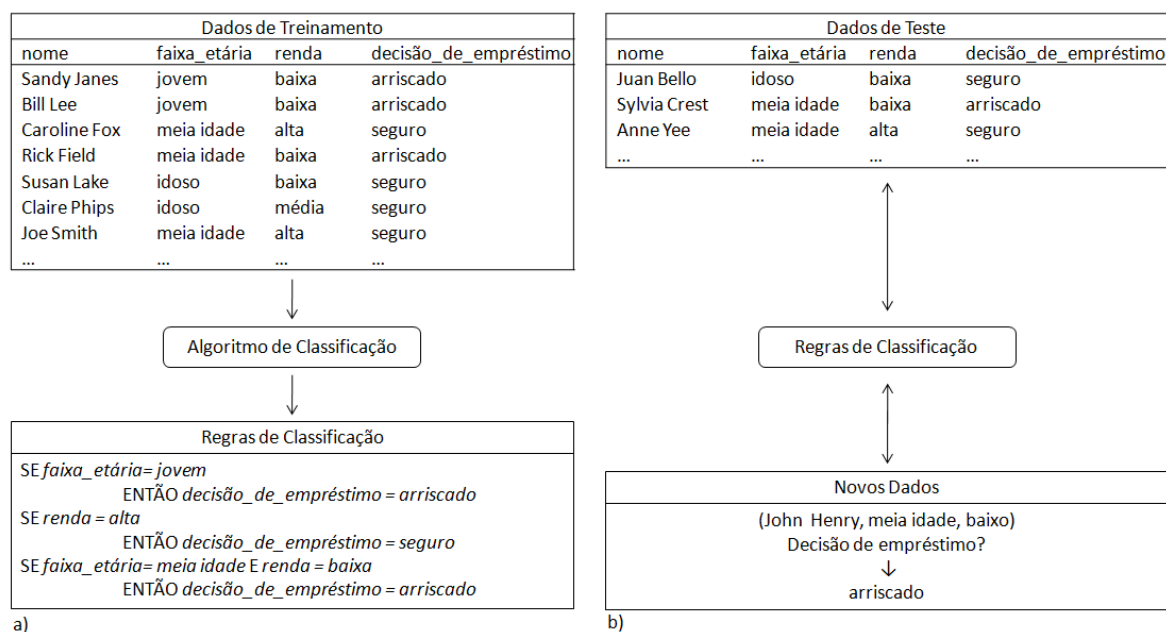 Dados de Treinamento
nome faixa_etária renda decisão_de_empréstimo
Sandy Janes jovem baixa arriscado
Bill Lee jovem baixa arriscado
Caroline Fox meia idade alta seguro
Rick Field meia idade baixa arriscado
Susan Lake idoso baixa seguro
Claire Phips idoso média seguro
Joe Smith meia idade alta seguro
... ... ... ...
Algoritmo de Classificação
Regras de Classificação
SE faixa_etária= jovem
ENTÃO decisão_de_empréstimo = arriscado
SE renda = alta
ENTÃO decisão_de_empréstimo = seguro
SE faixa_etária= meia idade E renda = baixa
ENTÃO decisão_de_empréstimo = arriscado
a)
Dados de Teste
nome faixa_etária renda decisão_de_empréstimo
Juan Bello idoso baixa seguro
Sylvia Crest meia idade baixa arriscado
Anne Yee meia idade alta seguro
... ... ... ...
Regras de Classificação
Novos Dados
(John Henry, meia idade, baixo)
Decisão de empréstimo?
↓
arriscado
b)